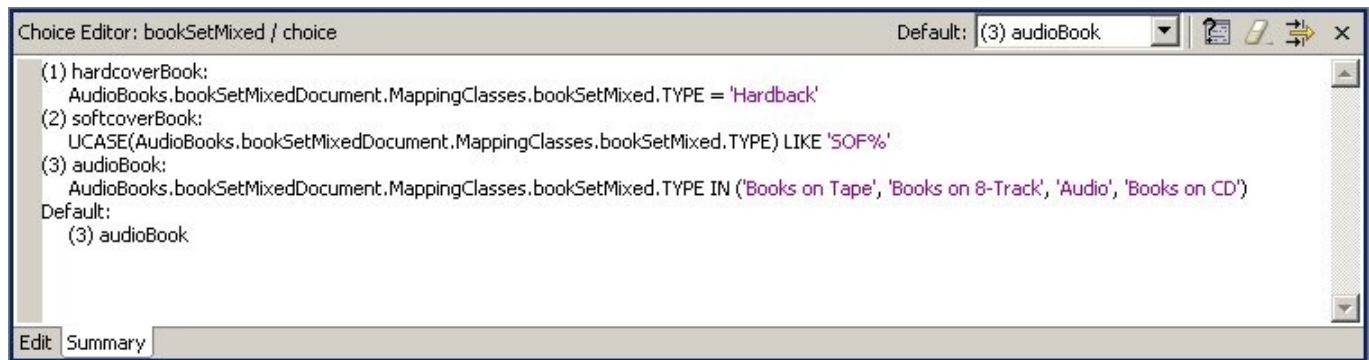 Choice Editor: bookSetMixed / choice Default: (3) audioBook
(1) hardcoverBook:
AudioBooks.bookSetMixedDocument.MappingClasses.bookSetMixed.TYPE = 'Hardback'
(2) softcoverBook:
UCASE(AudioBooks.bookSetMixedDocument.MappingClasses.bookSetMixed.TYPE) LIKE 'SOF%'
(3) audioBook:
AudioBooks.bookSetMixedDocument.MappingClasses.bookSetMixed.TYPE IN ('Books on Tape', 'Books on 8-Track', 'Audio', 'Books on CD')
Default:
(3) audioBook
Edit Summary